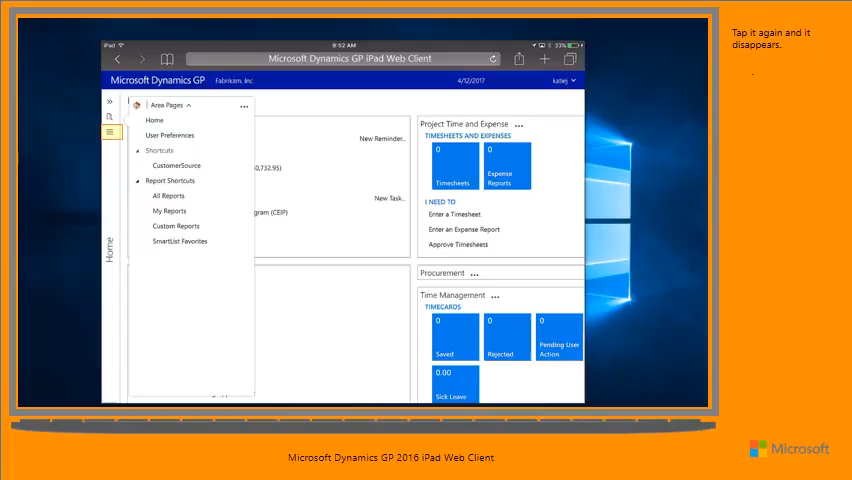 Tap it again and it
disappears.
iPad
9:52 AM
33%
Microsoft Dynamics GP iPad Web Client
Microsoft Dynamics GP
Fabrikam, Inc.
4/12/2017
katiej
Area Pages
Home
User Preferences
Shortcuts
CustomerSource
Report Shortcuts
All Reports
My Reports
Custom Reports
SmartList Favorites
Home
New Reminder...
0,732.95)
New Task...
gram (CEIP)
Project Time and Expense
TIMESHEETS AND EXPENSES
0
Timesheets
0
Expense
Reports
I NEED TO
Enter a Timesheet
Enter an Expense Report
Approve Timesheets
Procurement
Time Management
TIMECARDS
0
Saved
0
Rejected
0
Pending User
Action
0.00
Sick Leave
Microsoft Dynamics GP 2016 iPad Web Client
Microsoft